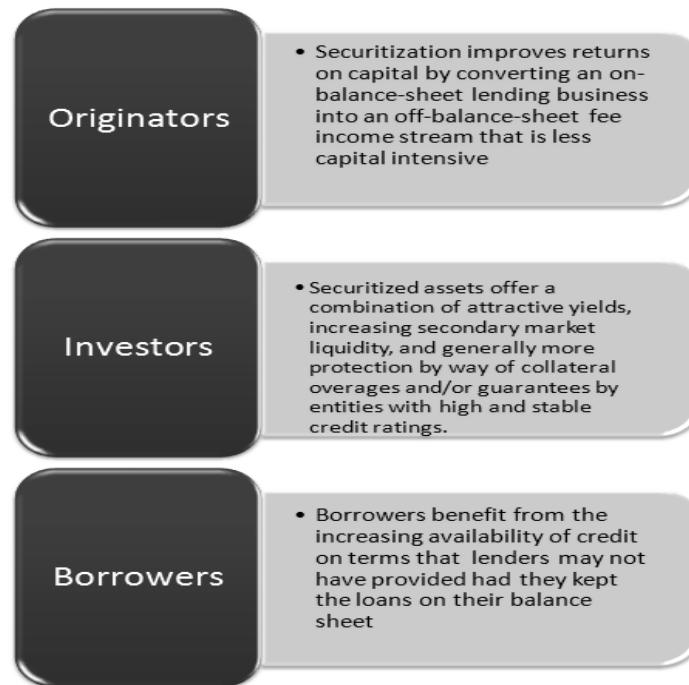 Originators
• Securitization improves returns
on capital by converting an on-
balance-sheet lending business
into an off-balance-sheet fee
income stream that is less
capital intensive
Investors
• Securitized assets offer a
combination of attractive yields,
increasing secondary market
liquidity, and generally more
protection by way of collateral
overages and/or guarantees by
entities with high and stable
credit ratings.
Borrowers
• Borrowers benefit from the
increasing availability of credit
on terms that lenders may not
have provided had they kept
the loans on their balance
sheet